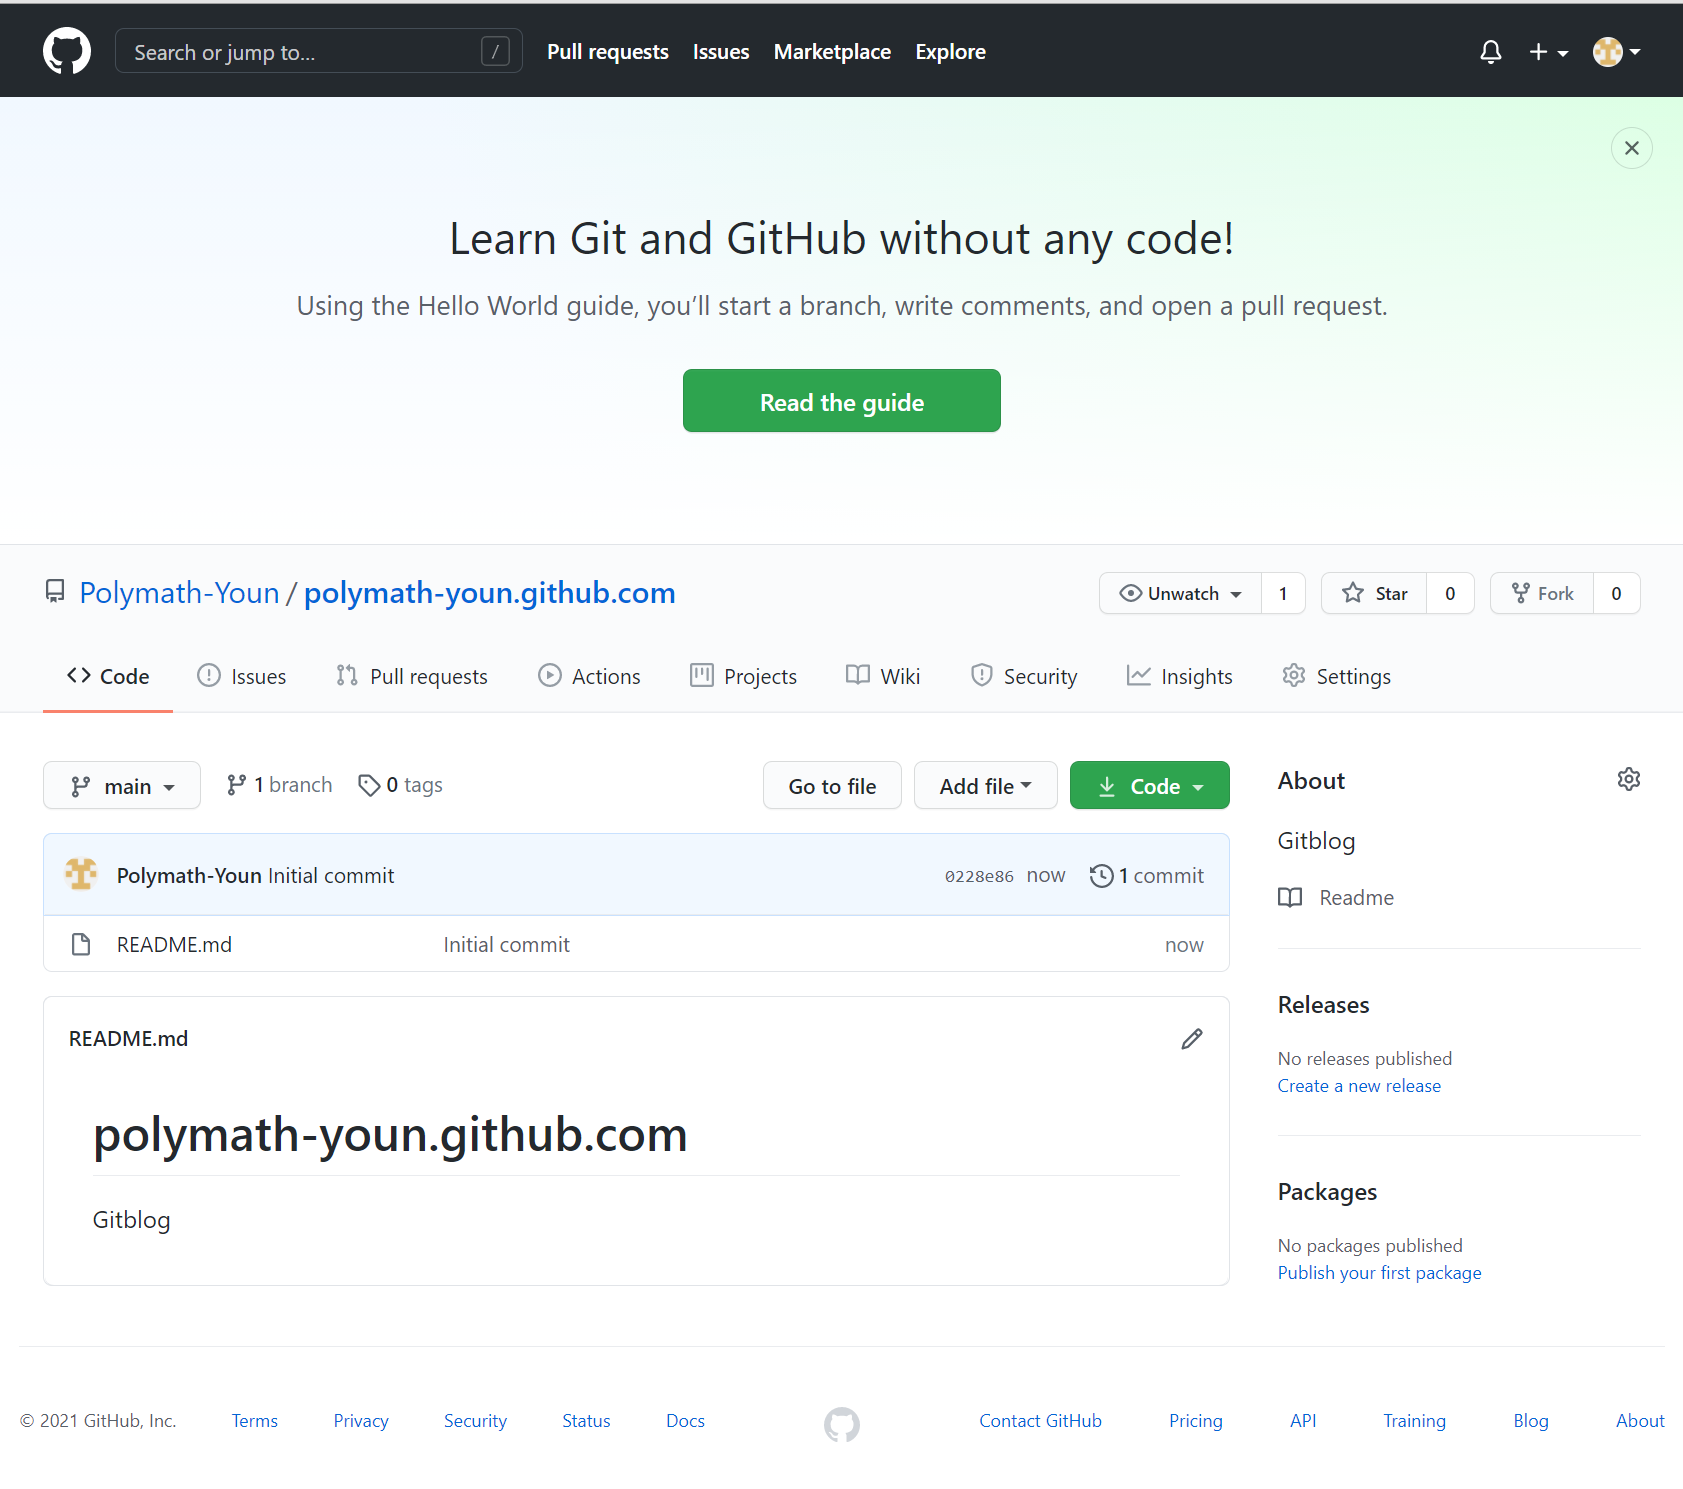 Search or jump to... /
Pull requests Issues Marketplace Explore
Learn Git and GitHub without any code!
Using the Hello World guide, you’ll start a branch, write comments, and open a pull request.
Read the guide
Polymath-Youn / polymath-youn.github.com
Unwatch 1 Star 0 Fork 0
Code Issues Pull requests Actions Projects Wiki Security Insights Settings
main 1 branch 0 tags Go to file Add file Code
Polymath-Youn Initial commit 0228e86 now 1 commit
README.md Initial commit now
README.md
polymath-youn.github.com
Gitblog
About
Gitblog
Readme
Releases
No releases published
Create a new release
Packages
No packages published
Publish your first package
© 2021 GitHub, Inc. Terms Privacy Security Status Docs Contact GitHub Pricing API Training Blog About